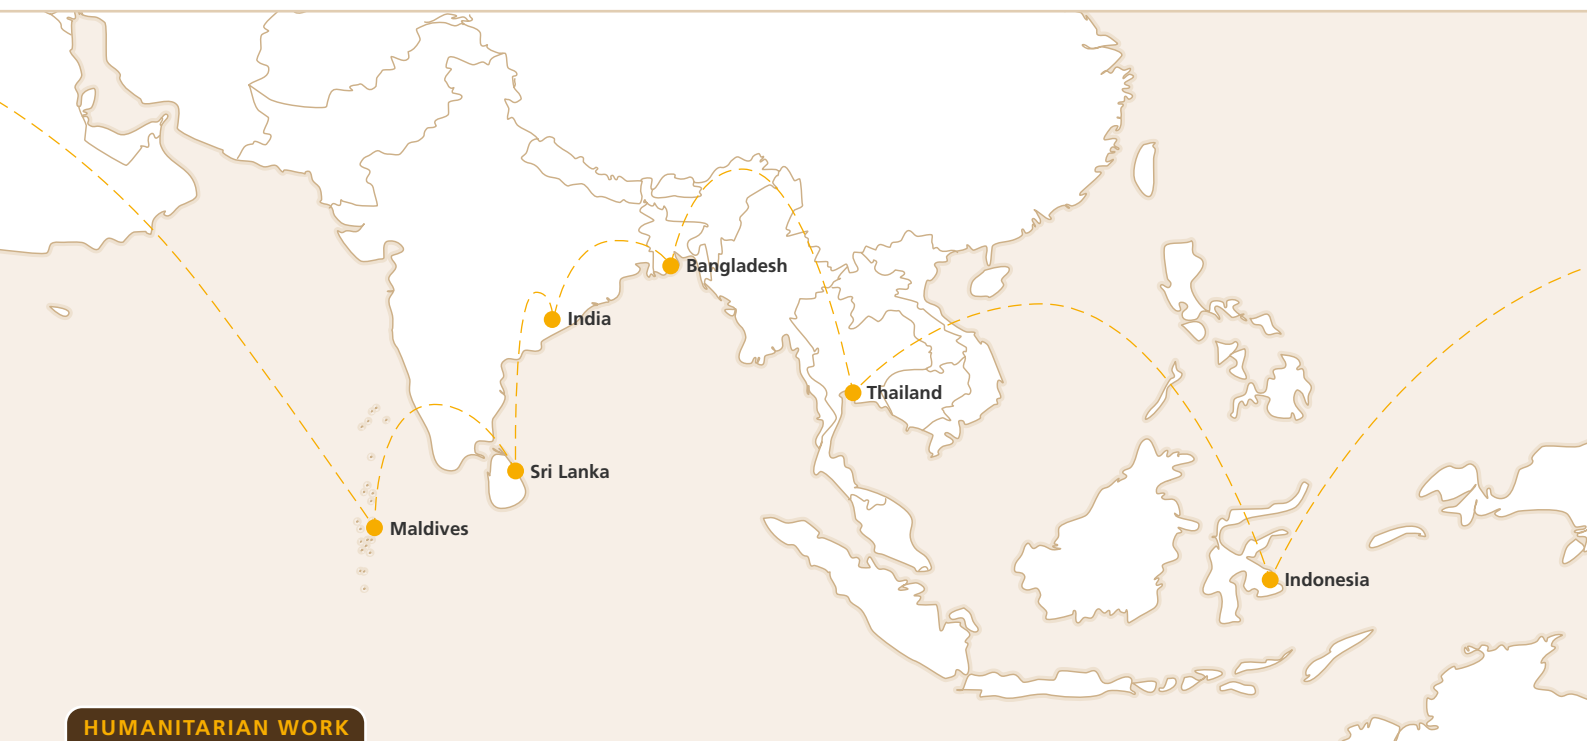 Bangladesh
India
Thailand
Sri Lanka
Maldives
Indonesia
HUMANITARIAN WORK